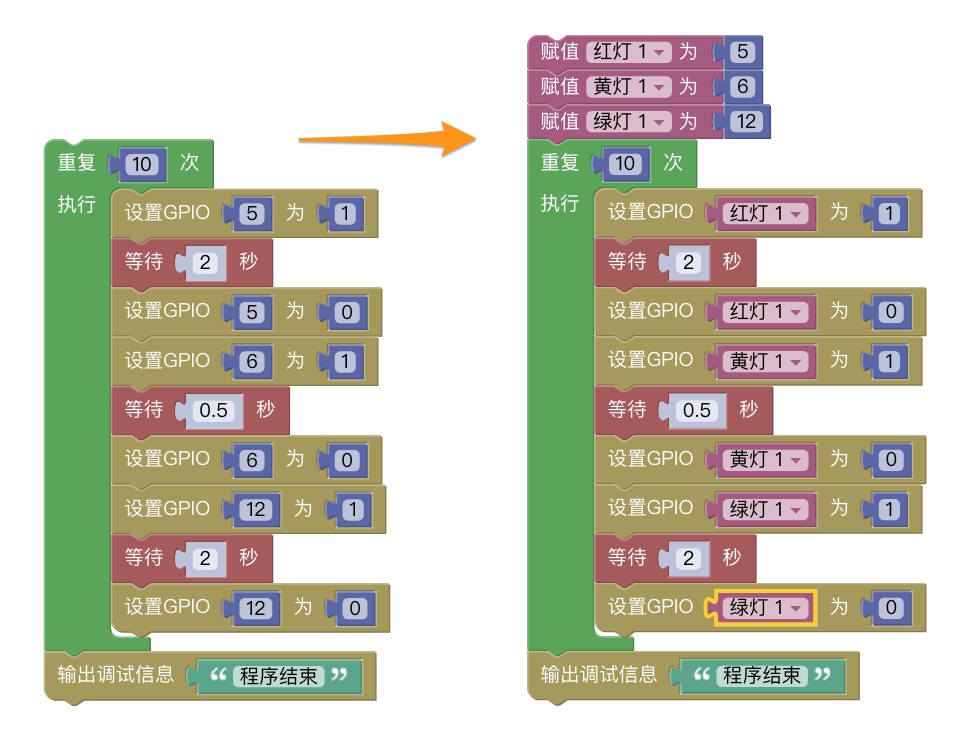 重复 10 次
执行
设置GPIO 5 为 1
等待 2 秒
设置GPIO 5 为 0
设置GPIO 6 为 1
等待 0.5 秒
设置GPIO 6 为 0
设置GPIO 12 为 1
等待 2 秒
设置GPIO 12 为 0
输出调试信息 “ 程序结束 ”
赋值 红灯 1 为 5
赋值 黄灯 1 为 6
赋值 绿灯 1 为 12
重复 10 次
执行
设置GPIO 红灯 1 为 1
等待 2 秒
设置GPIO 红灯 1 为 0
设置GPIO 黄灯 1 为 1
等待 0.5 秒
设置GPIO 黄灯 1 为 0
设置GPIO 绿灯 1 为 1
等待 2 秒
设置GPIO 绿灯 1 为 0
输出调试信息 “ 程序结束 ”